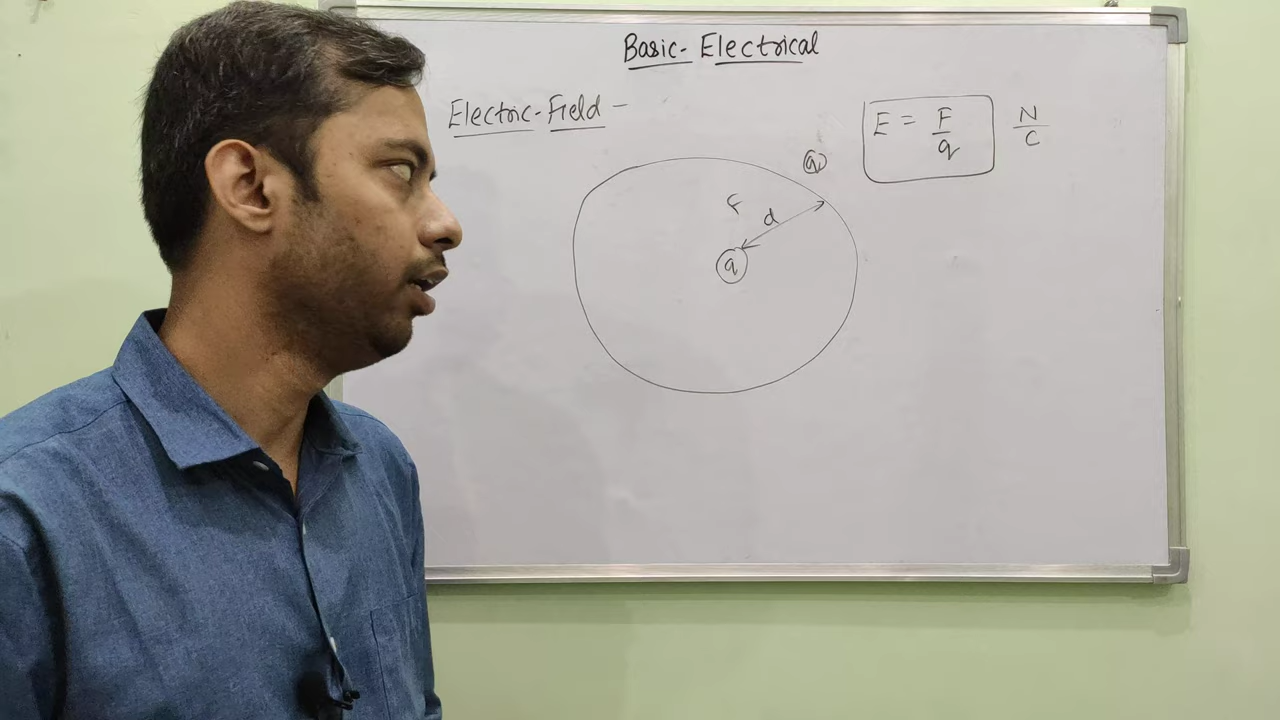 Basic- Electrical
Electric-Field -
E = F/q N/C
q
F d
q